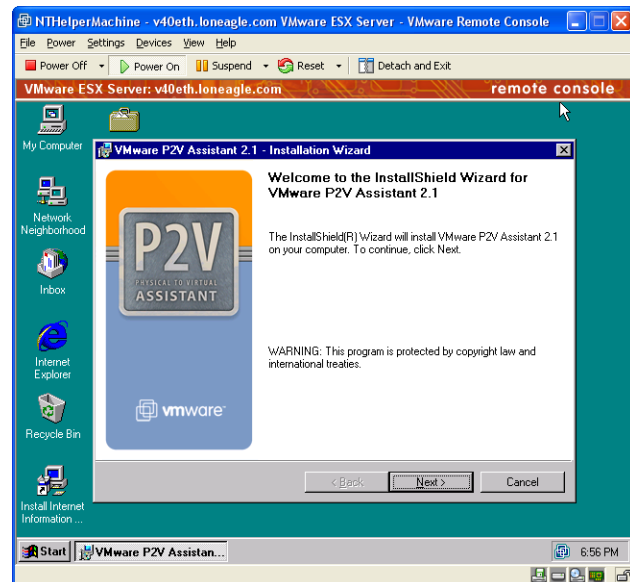 NTHelperMachine - v40eth.loneagle.com VMware ESX Server - VMware Remote Console
File Power Settings Devices View Help
Power Off Power On Suspend Reset Detach and Exit
VMware ESX Server: v40eth.loneagle.com remote console
My Computer
Network
Neighborhood
Inbox
Internet
Explorer
Recycle Bin
Install Internet
Information ...
VMware P2V Assistant 2.1 - Installation Wizard
P2V
PHYSICAL TO VIRTUAL
ASSISTANT
vmware
Welcome to the InstallShield Wizard for
VMware P2V Assistant 2.1
The InstallShield(R) Wizard will install VMware P2V Assistant 2.1
on your computer. To continue, click Next.
WARNING: This program is protected by copyright law and
international treaties.
< Back Next > Cancel
Start VMware P2V Assistan... 6:56 PM